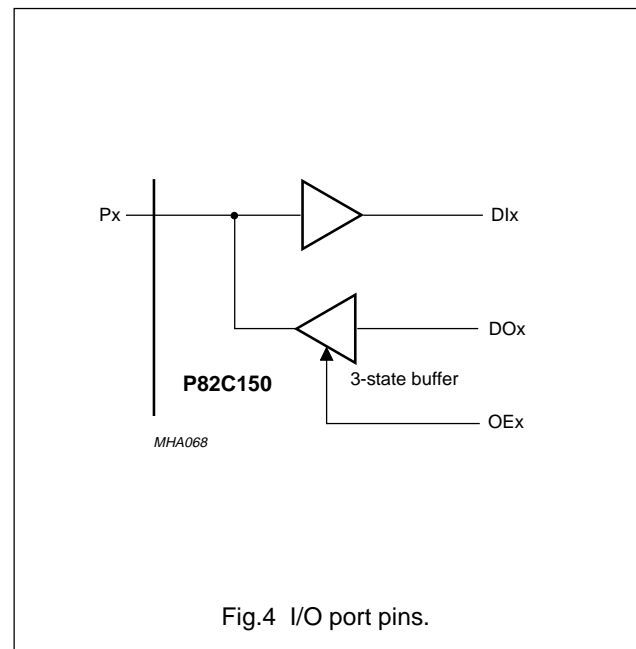 Px
DIx
DOx
P82C150
3-state buffer
OEx
MHA068
Fig.4 I/O port pins.